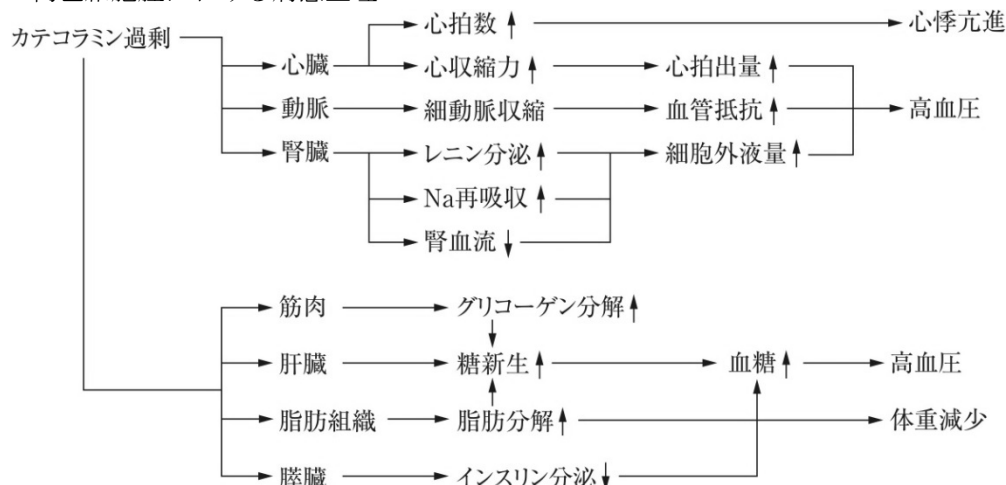 カテコラミン過剰
心臓
心拍数↑
心悸亢進
心収縮力↑
心拍出量↑
動脈
細動脈収縮
血管抵抗↑
高血圧
腎臓
レニン分泌↑
細胞外液量↑
Na再吸収↑
腎血流↓
筋肉
グリコーゲン分解↑
肝臓
糖新生↑
血糖↑
高血圧
脂肪組織
脂肪分解↑
体重減少
膵臓
インスリン分泌↓